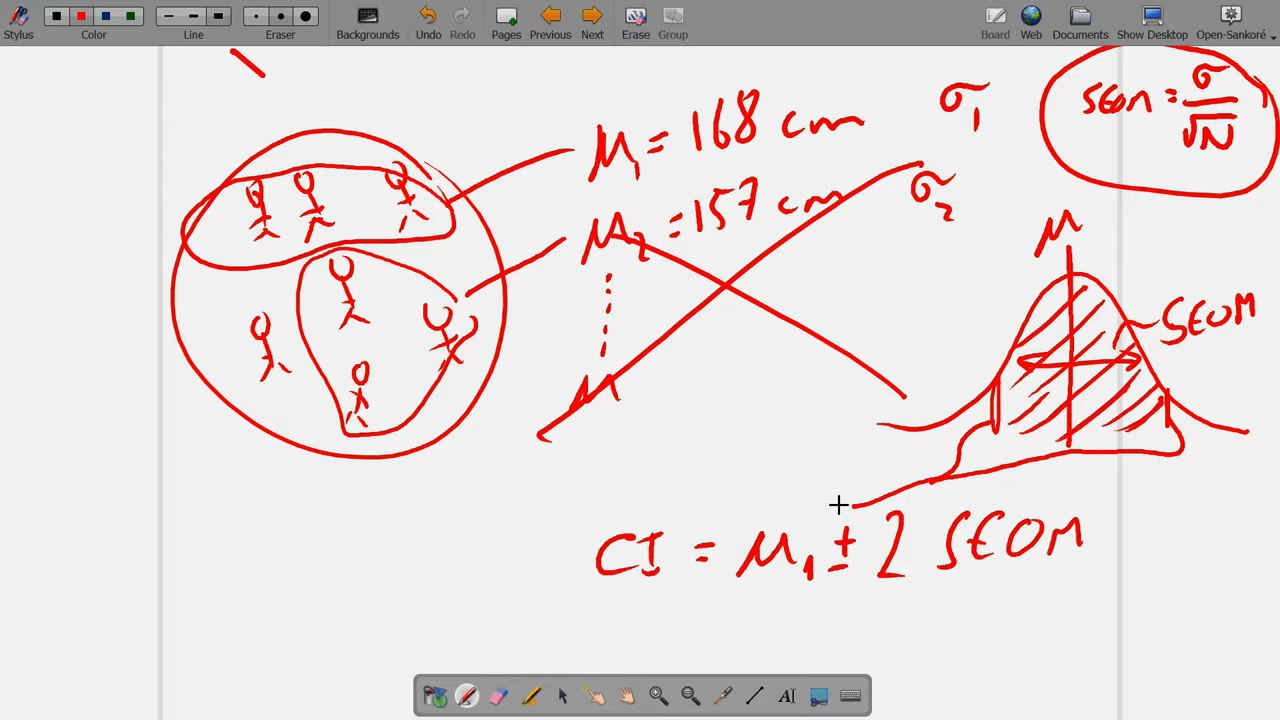 Stylus Color Line Eraser Backgrounds Undo Redo Pages Previous Next Erase Group Board Web Documents Show Desktop Open-Sankoré
μ₁ = 168 cm σ₁
SEOM = σ/√N
μ₂ = 157 cm σ₂
μ
SEOM
μ
CI = μ₁ ± 2 SEOM
AI